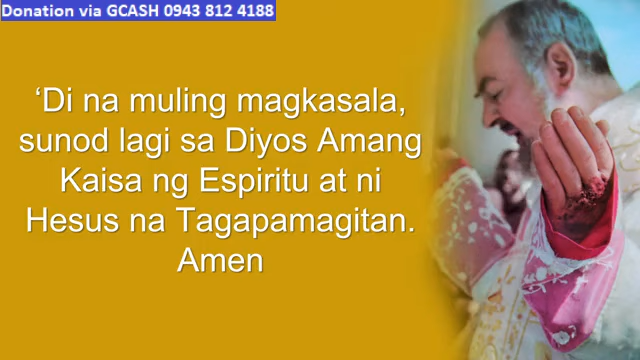 Donation via GCASH 0943 812 4188
‘Di na muling magkasala,
sunod lagi sa Diyos Amang
Kaisa ng Espiritu at ni
Hesus na Tagapamagitan.
Amen